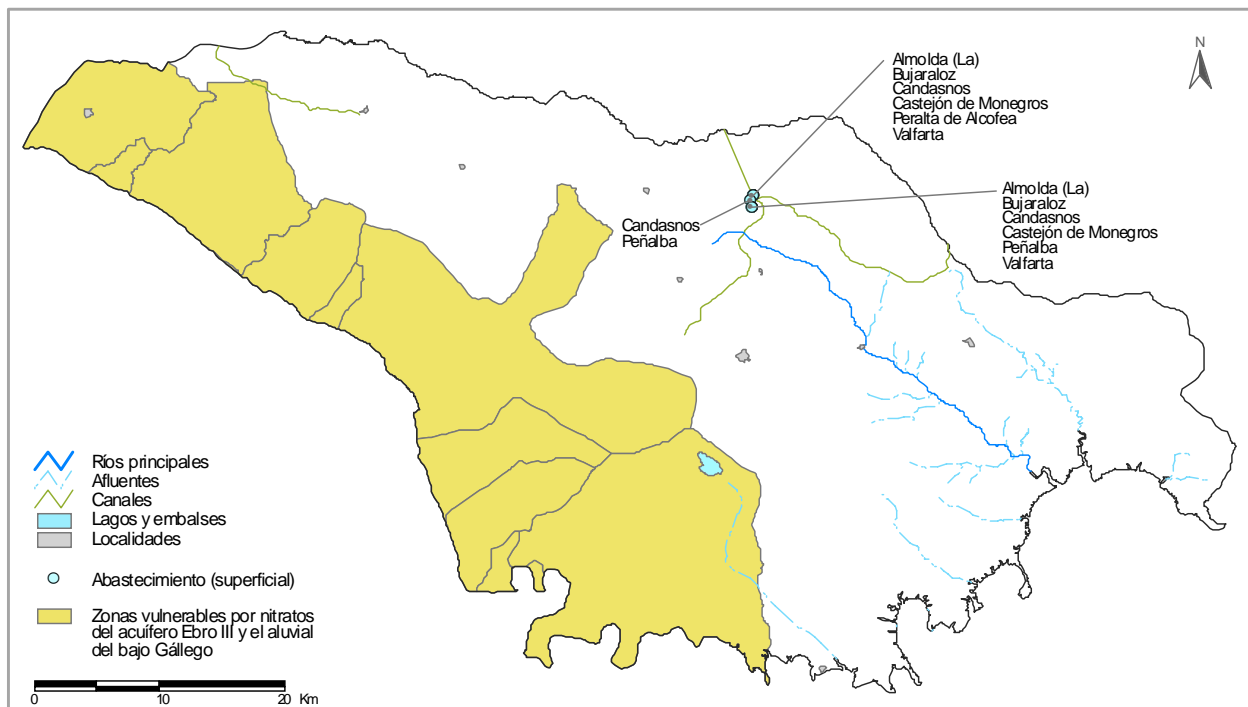 N
Almolda (La)
Bujaraloz
Candasnos
Castejón de Monegros
Peralta de Alcofea
Valfarta
Almolda (La)
Bujaraloz
Candasnos
Castejón de Monegros
Peñalba
Valfarta
Candasnos
Peñalba
Ríos principales
Afluentes
Canales
Lagos y embalses
Localidades
Abastecimiento (superficial)
Zonas vulnerables por nitratos
del acuífero Ebro III y el aluvial
del bajo Gállego
0 10 20 Km